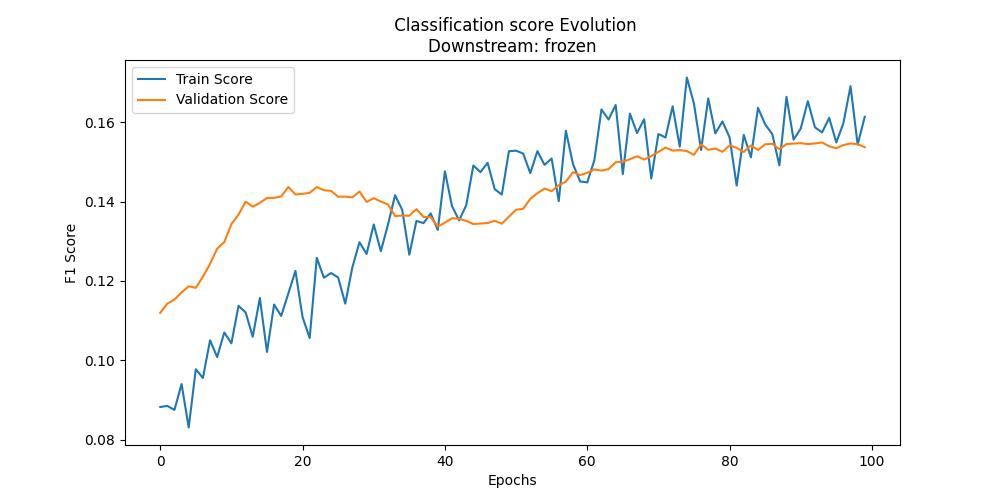 Classification score Evolution
Downstream: frozen
Train Score
Validation Score
F1 Score
0.16
0.14
0.12
0.10
0.08
0 20 40 60 80 100
Epochs